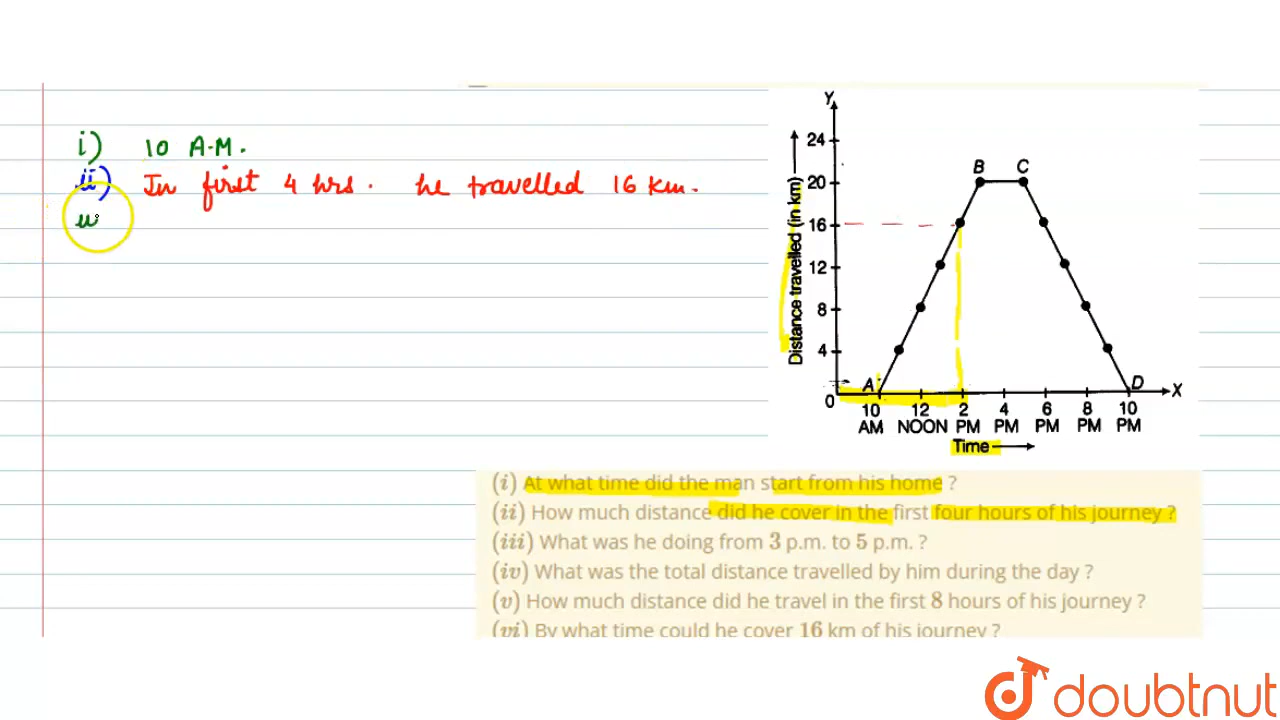 i) 10 A.M.
ii) In first 4 hrs. he travelled 16 km.
Y
24
20
16
12
8
4
0
Distance travelled (in km)
B C
A D
X
10 12 2 4 6 8 10
AM NOON PM PM PM PM PM
Time
(i) At what time did the man start from his home ?
(ii) How much distance did he cover in the first four hours of his journey ?
(iii) What was he doing from 3 p.m. to 5 p.m. ?
(iv) What was the total distance travelled by him during the day ?
(v) How much distance did he travel in the first 8 hours of his journey ?
(vi) By what time could he cover 16 km of his journey ?
doubtnut